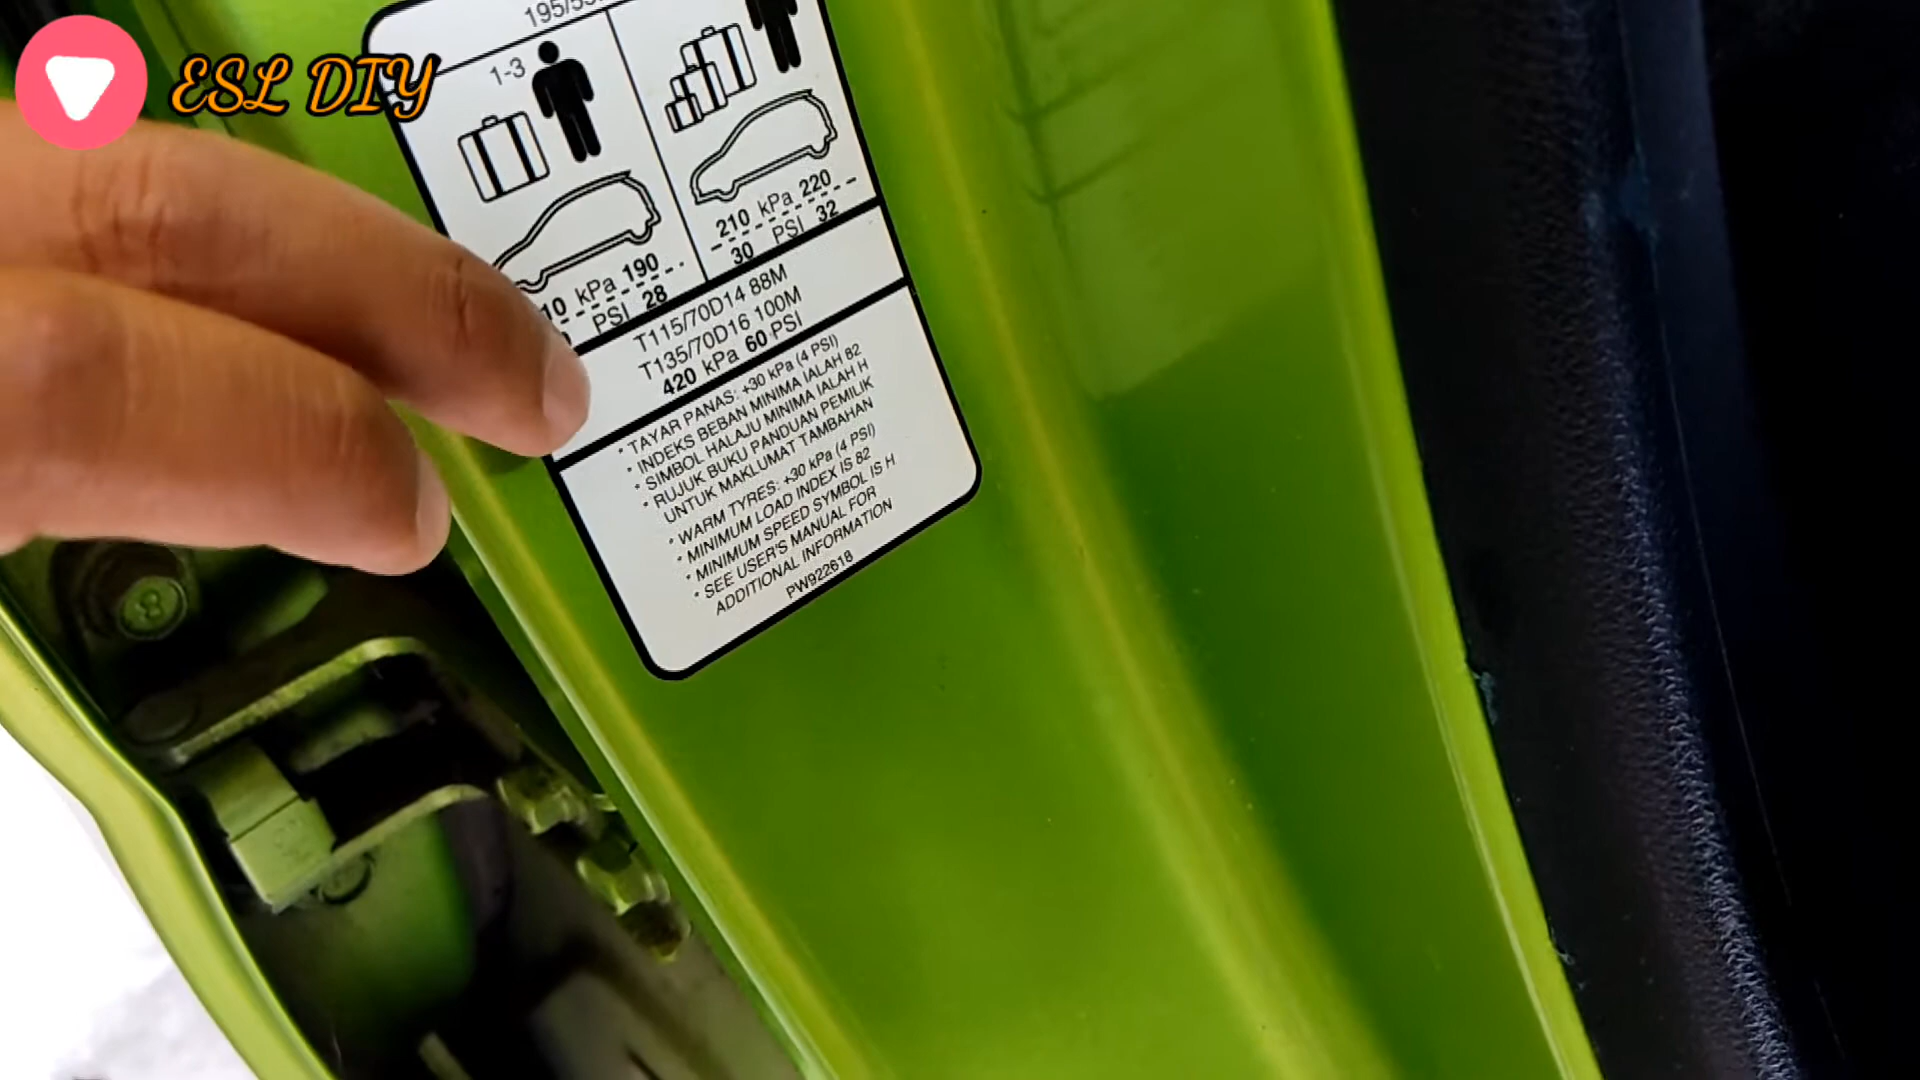 ESL DIY
195/55
1-3
10 kPa 190
PSI 28
210 kPa 220
30 PSI 32
T115/70D14 88M
T135/70D16 100M
420 kPa 60 PSI
• TAYAR PANAS: +30 kPa (4 PSI)
• INDEKS BEBAN MINIMA IALAH 82
• SIMBOL HALAJU MINIMA IALAH H
• RUJUK BUKU PANDUAN PEMILIK
UNTUK MAKLUMAT TAMBAHAN
• WARM TYRES: +30 kPa (4 PSI)
• MINIMUM LOAD INDEX IS 82
• MINIMUM SPEED SYMBOL IS H
• SEE USER'S MANUAL FOR
ADDITIONAL INFORMATION
PW922618